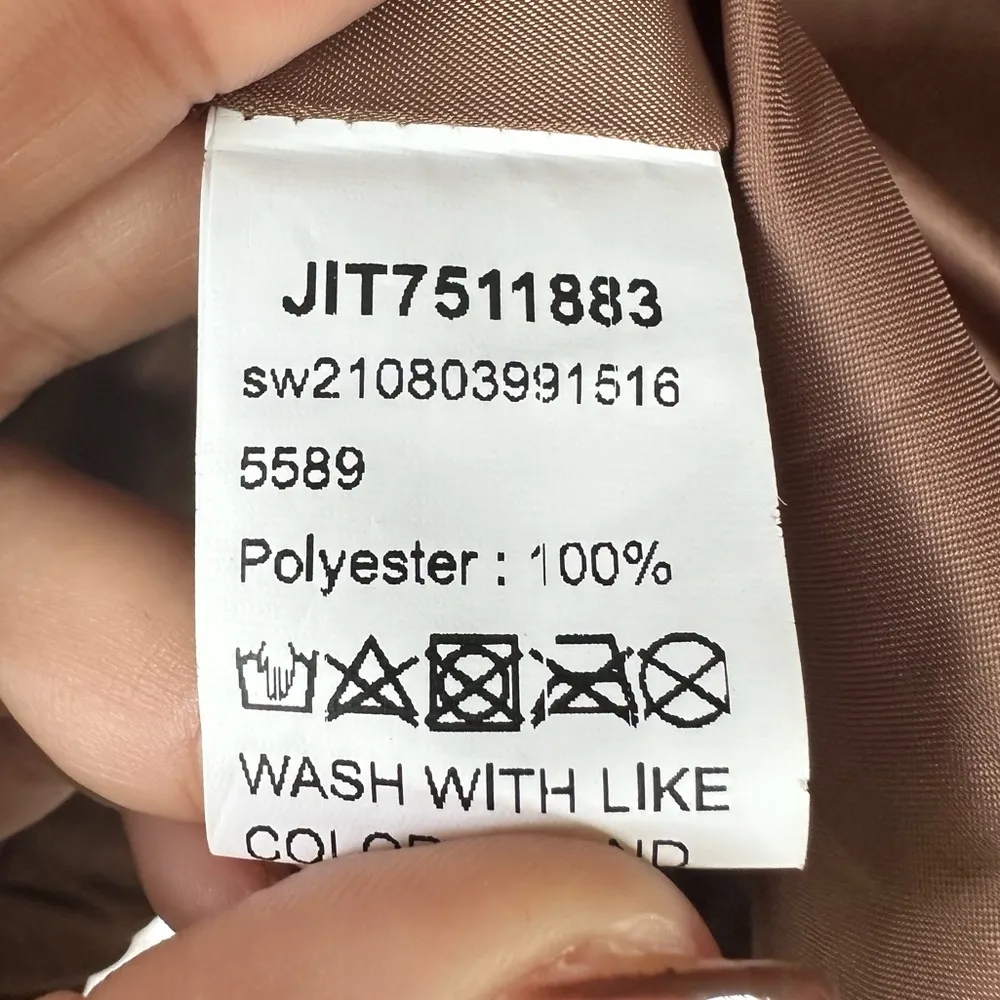 JIT7511883
sw210803991516
5589
Polyester : 100%
WASH WITH LIKE